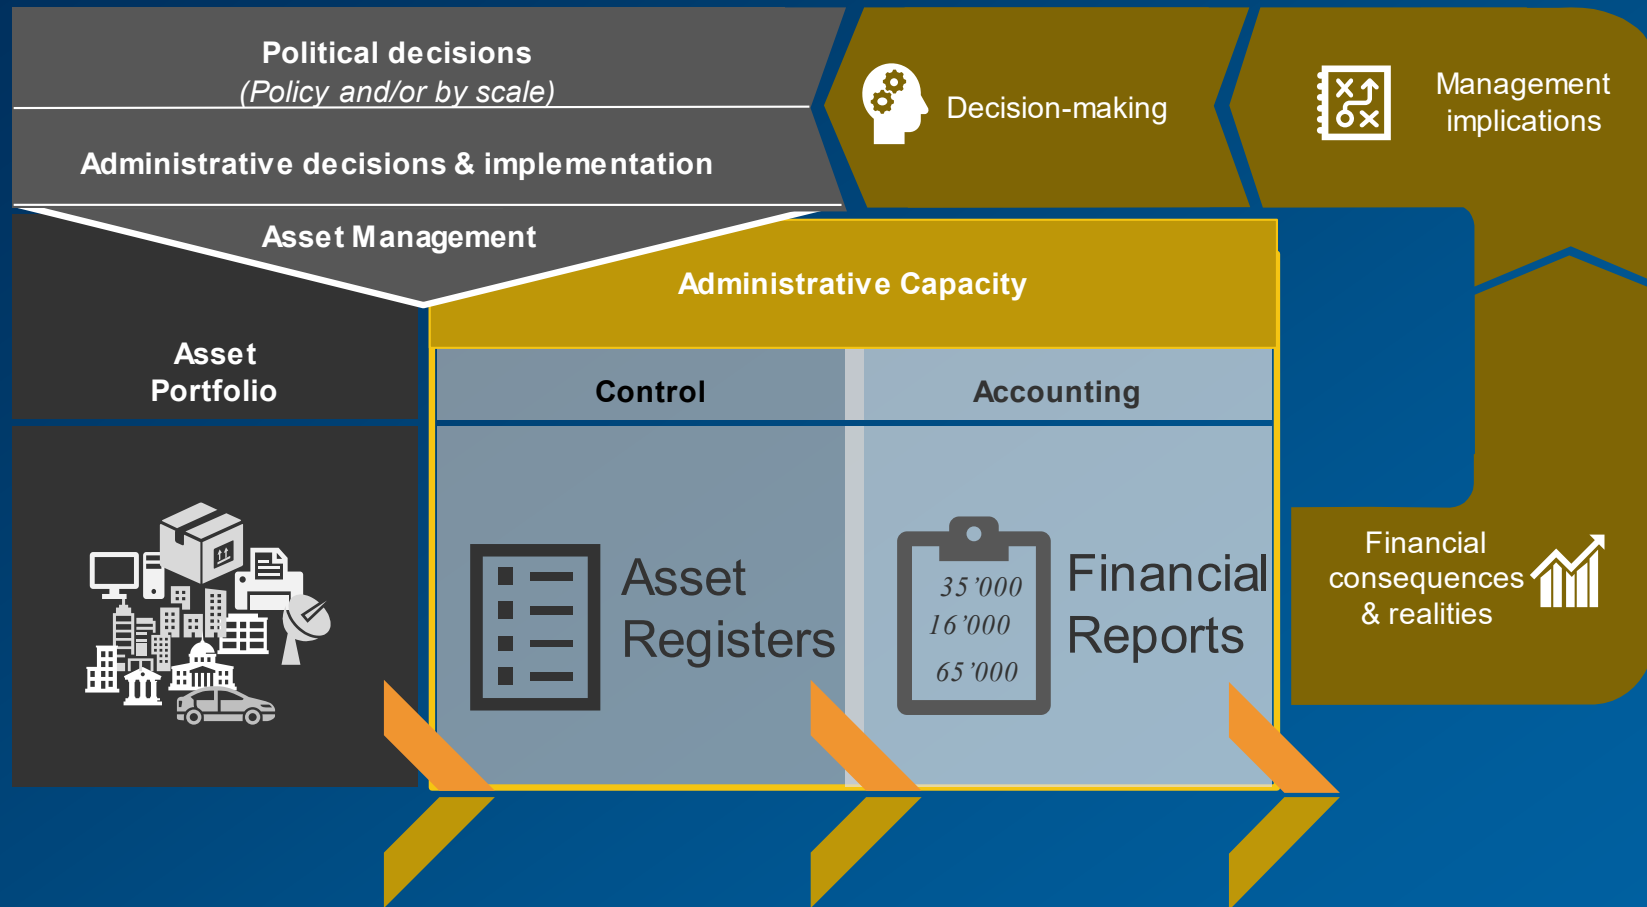 Political decisions
(Policy and/or by scale)
Administrative decisions & implementation
Asset Management
Decision-making
Management
implications
Administrative Capacity
Asset
Portfolio
Control
Accounting
Asset
Registers
35’000
16’000
65’000
Financial
Reports
Financial
consequences
& realities